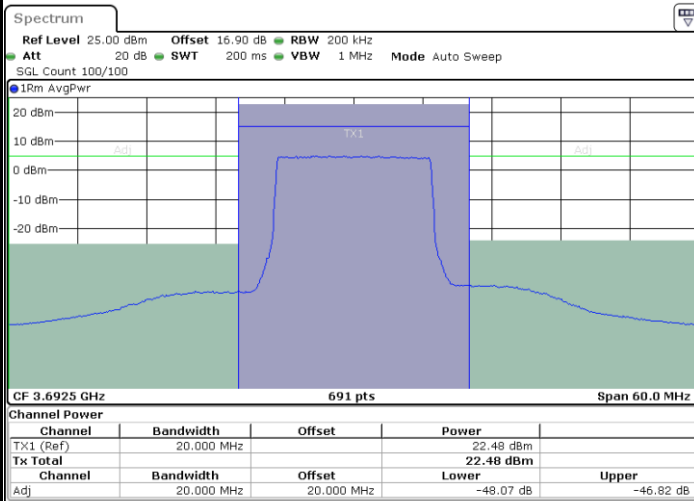 Spectrum
Ref Level 25.00 dBm Offset 16.90 dB RBW 200 kHz
Att 20 dB SWT 200 ms VBW 1 MHz Mode Auto Sweep
SGL Count 100/100
1Rm AvgPwr
20 dBm
TX1
10 dBm
Adj Adj
0 dBm
-10 dBm
-20 dBm
CF 3.6925 GHz 691 pts Span 60.0 MHz
Channel Power
Channel Bandwidth Offset Power
TX1 (Ref) 20.000 MHz 22.48 dBm
Tx Total 22.48 dBm
Channel Bandwidth Offset Lower Upper
Adj 20.000 MHz 20.000 MHz -48.07 dB -46.82 dB